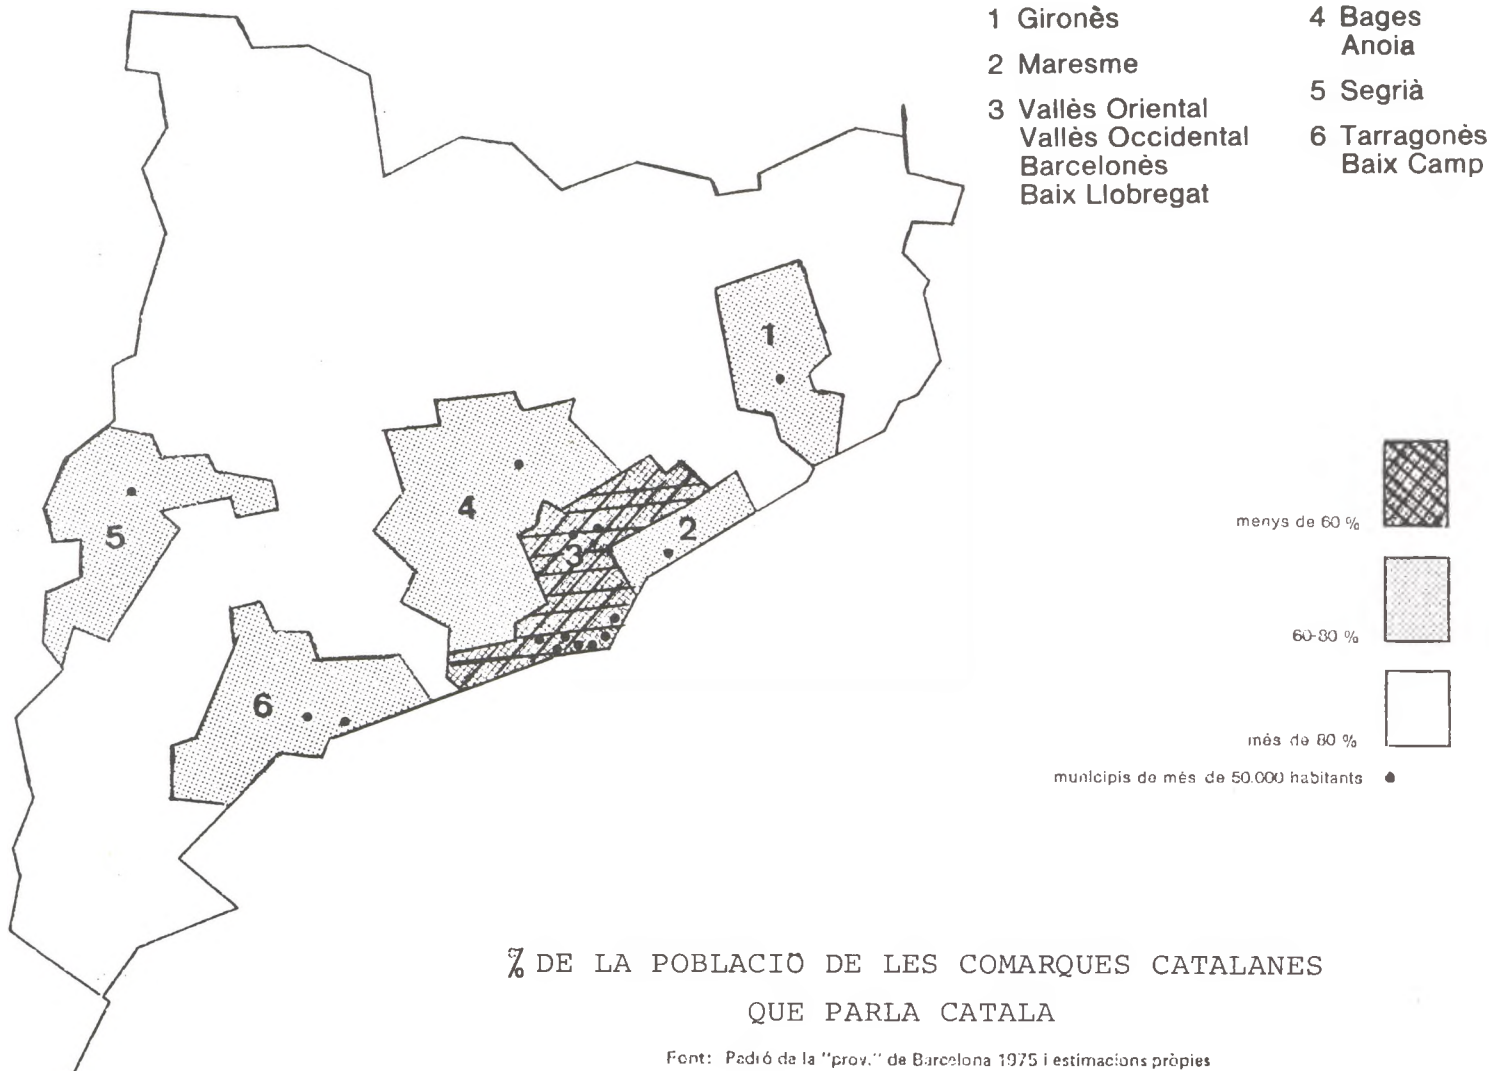 1 Gironès
2 Maresme
3 Vallès Oriental
Vallès Occidental
Barcelonès
Baix Llobregat
4 Bages
Anoia
5 Segrià
6 Tarragonès
Baix Camp
1
2
3
4
5
6
menys de 60 %
60-80 %
més de 80 %
municipis de més de 50.000 habitants
% DE LA POBLACIÓ DE LES COMARQUES CATALANES
QUE PARLA CATALA
Font: Padró de la "prov." de Barcelona 1975 i estimacions pròpies